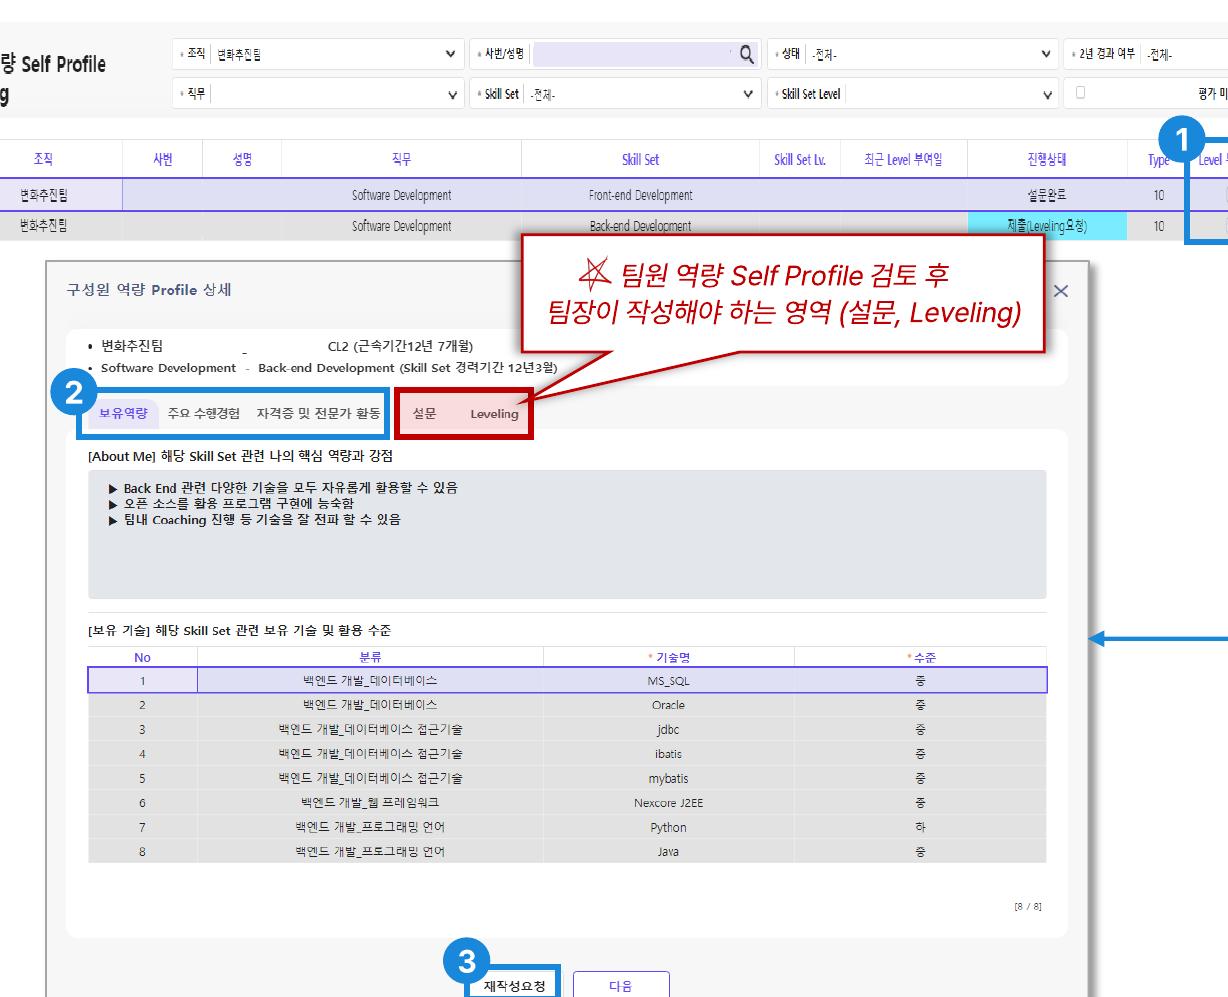 량 Self Profile
g
* 조직 변화추진팀
* 사번/성명
* 상태 -전체-
* 2년 경과 여부 -전체-
* 직무
* Skill Set -전체-
* Skill Set Level
평가 미
1
조직 사번 성명 직무 Skill Set Skill Set Lv. 최근 Level 부여일 진행상태 Type Level
변화추진팀 Software Development Front-end Development 설문완료 10
변화추진팀 Software Development Back-end Development 제출(Leveling요청) 10
팀원 역량 Self Profile 검토 후
팀장이 작성해야 하는 영역 (설문, Leveling)
구성원 역량 Profile 상세
• 변화추진팀 - CL2 (근속기간12년 7개월)
• Software Development - Back-end Development (Skill Set 경력기간 12년3월)
2
보유역량 주요 수행경험 자격증 및 전문가 활동 설문 Leveling
[About Me] 해당 Skill Set 관련 나의 핵심 역량과 강점
▶ Back End 관련 다양한 기술을 모두 자유롭게 활용할 수 있음
▶ 오픈 소스를 활용 프로그램 구현에 능숙함
▶ 팀내 Coaching 진행 등 기술을 잘 전파 할 수 있음
[보유 기술] 해당 Skill Set 관련 보유 기술 및 활용 수준
No 분류 * 기술명 * 수준
1 백엔드 개발_데이터베이스 MS_SQL 중
2 백엔드 개발_데이터베이스 Oracle 중
3 백엔드 개발_데이터베이스 접근기술 jdbc 중
4 백엔드 개발_데이터베이스 접근기술 ibatis 중
5 백엔드 개발_데이터베이스 접근기술 mybatis 중
6 백엔드 개발_웹 프레임워크 Nexcore J2EE 중
7 백엔드 개발_프로그래밍 언어 Python 하
8 백엔드 개발_프로그래밍 언어 Java 중
[8 / 8]
3
재작성요청 다음